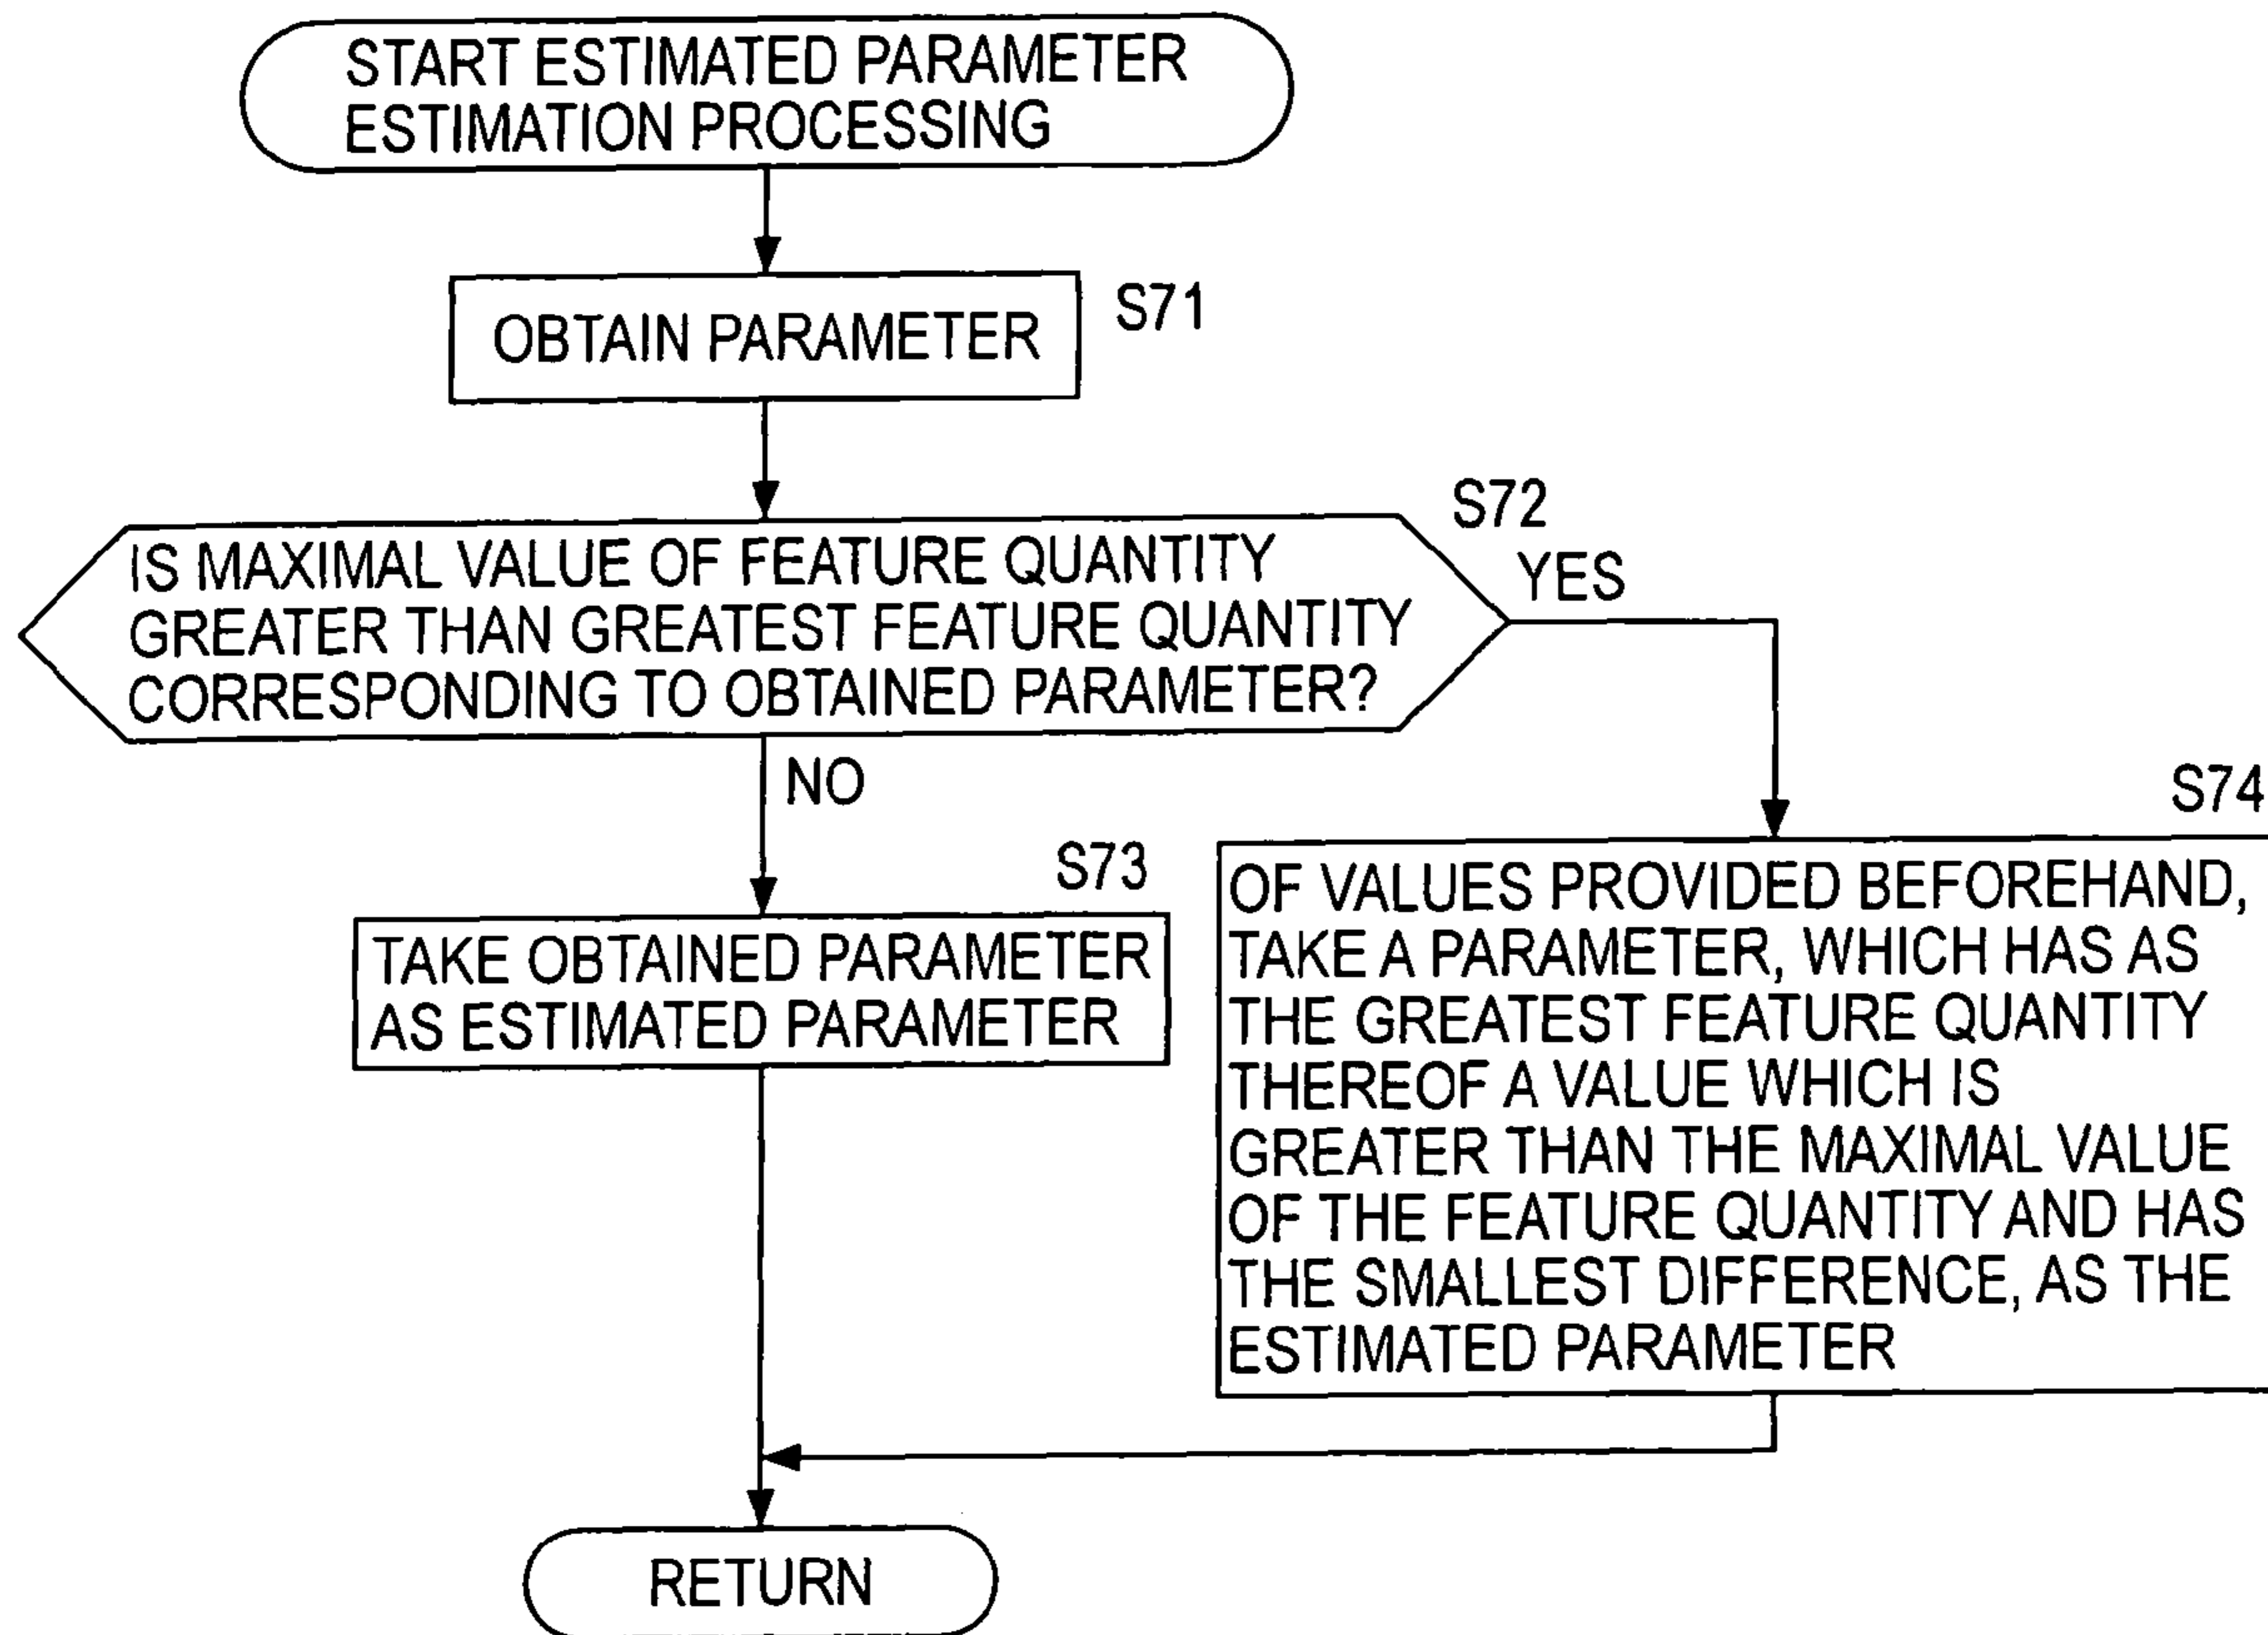 START ESTIMATED PARAMETER
ESTIMATION PROCESSING
OBTAIN PARAMETER
S71
S72
IS MAXIMAL VALUE OF FEATURE QUANTITY
GREATER THAN GREATEST FEATURE QUANTITY
CORRESPONDING TO OBTAINED PARAMETER?
YES
NO
S73
TAKE OBTAINED PARAMETER
AS ESTIMATED PARAMETER
S74
OF VALUES PROVIDED BEFOREHAND,
TAKE A PARAMETER, WHICH HAS AS
THE GREATEST FEATURE QUANTITY
THEREOF A VALUE WHICH IS
GREATER THAN THE MAXIMAL VALUE
OF THE FEATURE QUANTITY AND HAS
THE SMALLEST DIFFERENCE, AS THE
ESTIMATED PARAMETER
RETURN